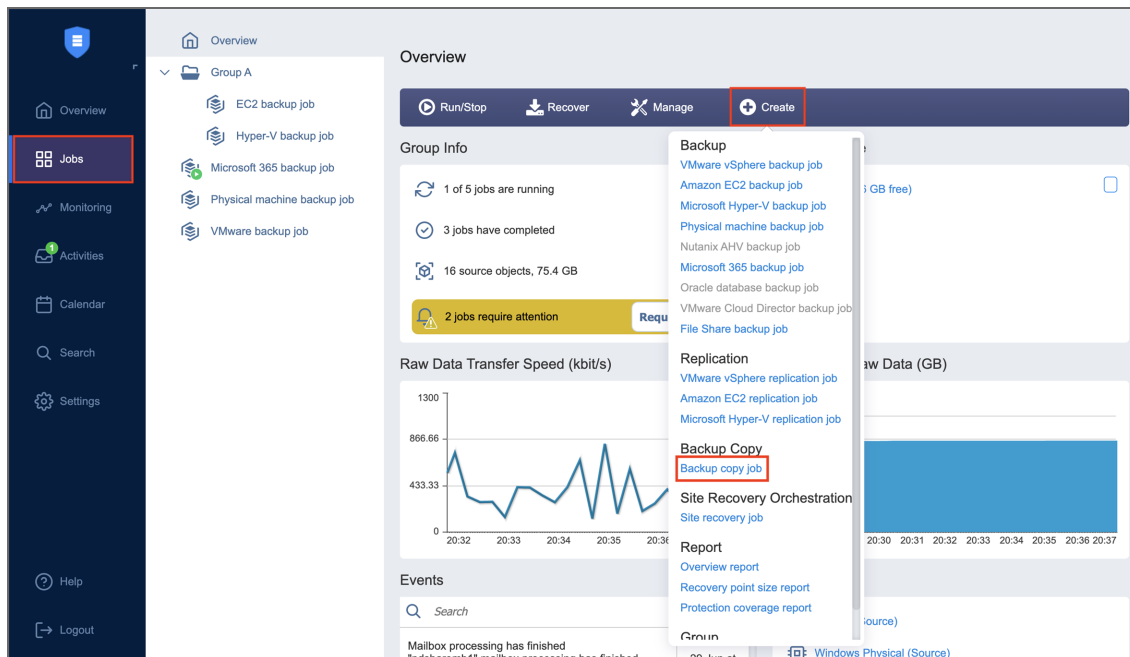 Overview
Jobs
Monitoring
1
Activities
Calendar
Search
Settings
Help
Logout
Overview
Group A
EC2 backup job
Hyper-V backup job
Microsoft 365 backup job
Physical machine backup job
VMware backup job
Overview
Run/Stop
Recover
Manage
Create
Group Info
1 of 5 jobs are running
3 jobs have completed
16 source objects, 75.4 GB
2 jobs require attention
Requ
Raw Data Transfer Speed (kbit/s)
1300
866.66
433.33
0
20:32 20:33 20:34 20:35 20:36
Events
Search
Mailbox processing has finished
Backup
VMware vSphere backup job
Amazon EC2 backup job
Microsoft Hyper-V backup job
Physical machine backup job
Nutanix AHV backup job
Microsoft 365 backup job
Oracle database backup job
VMware Cloud Director backup job
File Share backup job
Replication
VMware vSphere replication job
Amazon EC2 replication job
Microsoft Hyper-V replication job
Backup Copy
Backup copy job
Site Recovery Orchestration
Site recovery job
Report
Overview report
Recovery point size report
Protection coverage report
Group
GB free)
aw Data (GB)
20:30 20:31 20:32 20:33 20:34 20:35 20:36 20:37
Source)
Windows Physical (Source)